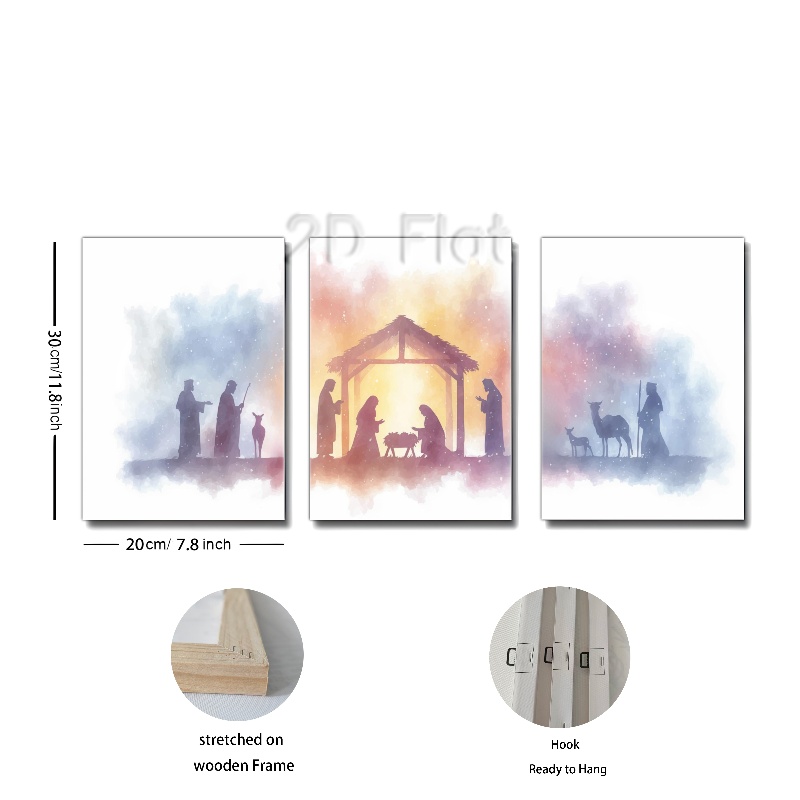 2D Flat
30cm/11.8inch
20cm/ 7.8 inch
stretched on
wooden Frame
Hook
Ready to Hang